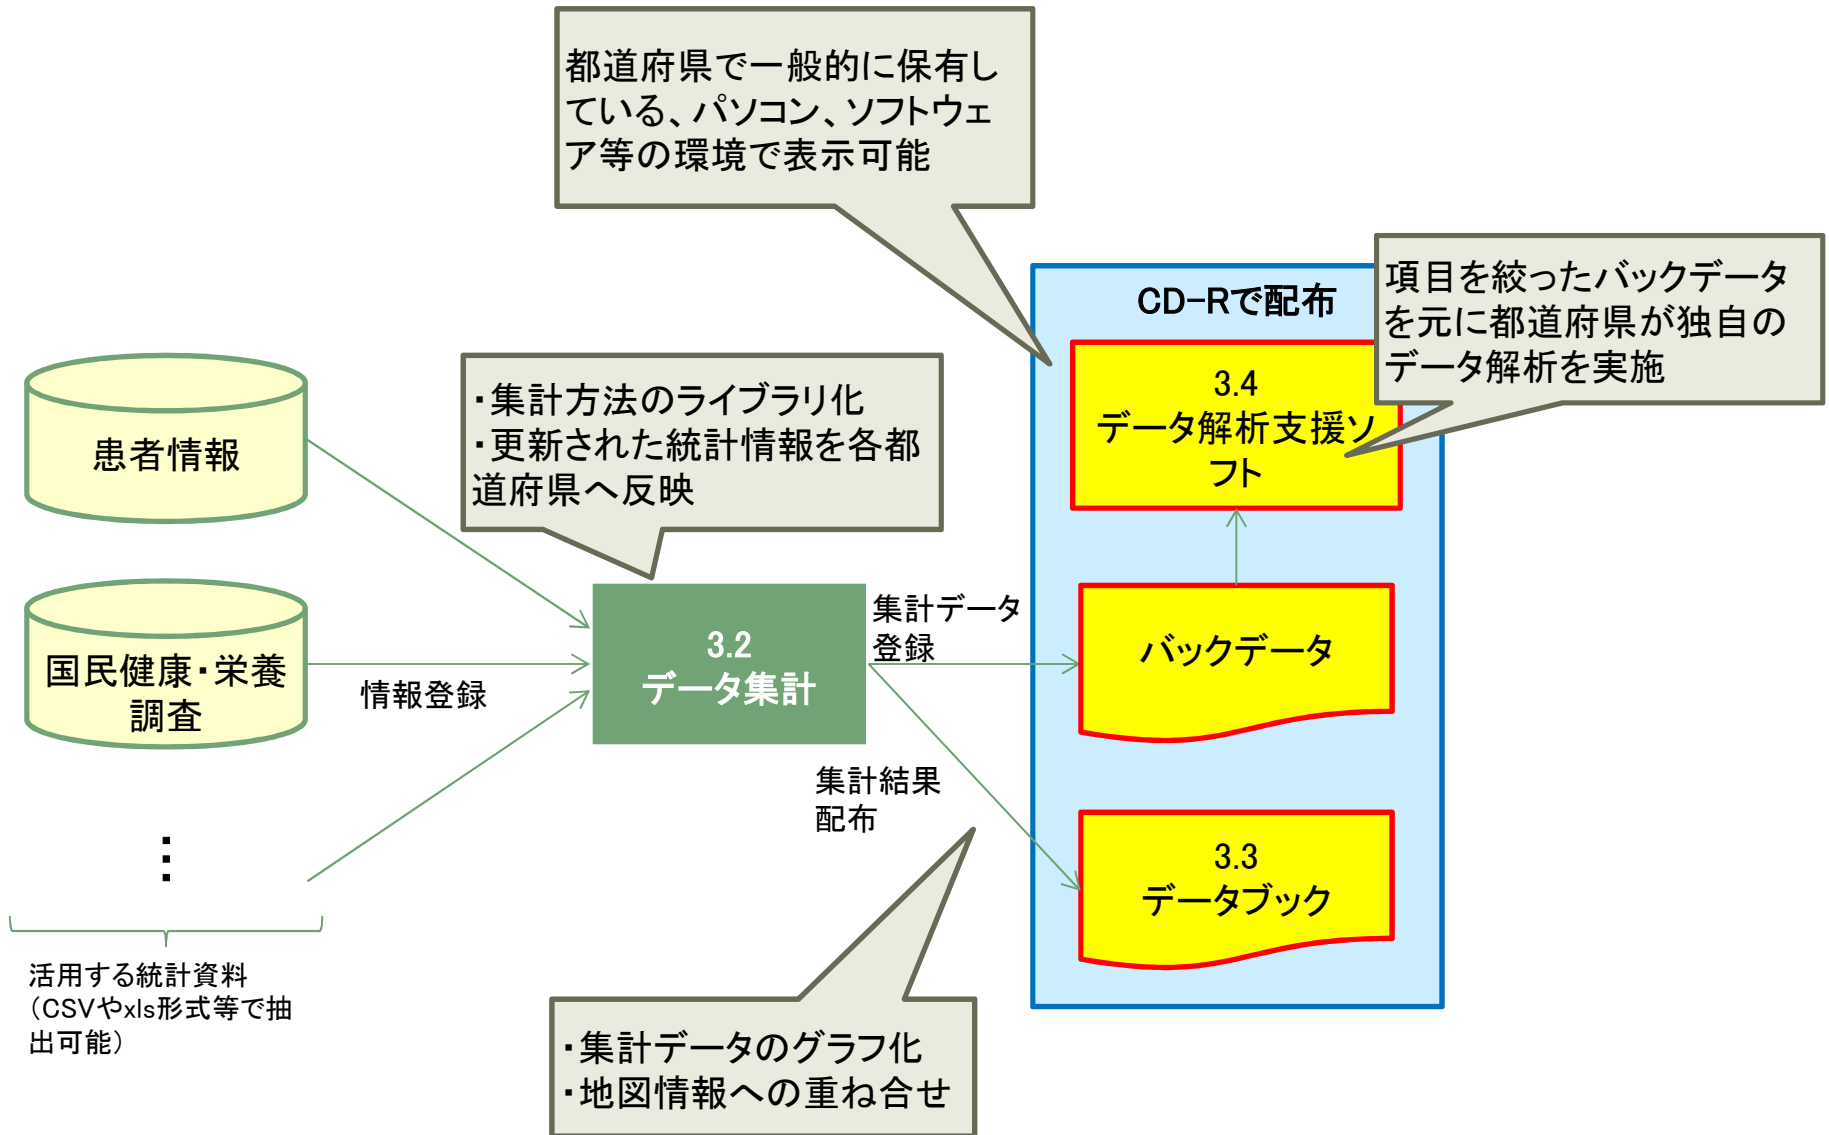 都道府県で一般的に保有し
ている、パソコン、ソフトウェ
ア等の環境で表示可能
CD-Rで配布
項目を絞ったバックデータ
を元に都道府県が独自の
データ解析を実施
3.4
データ解析支援ソ
フト
・集計方法のライブラリ化
・更新された統計情報を各都
道府県へ反映
患者情報
国民健康・栄養
調査
情報登録
3.2
データ集計
集計データ
登録
バックデータ
集計結果
配布
3.3
データブック
…
活用する統計資料
(CSVやxls形式等で抽
出可能)
・集計データのグラフ化
・地図情報への重ね合せ